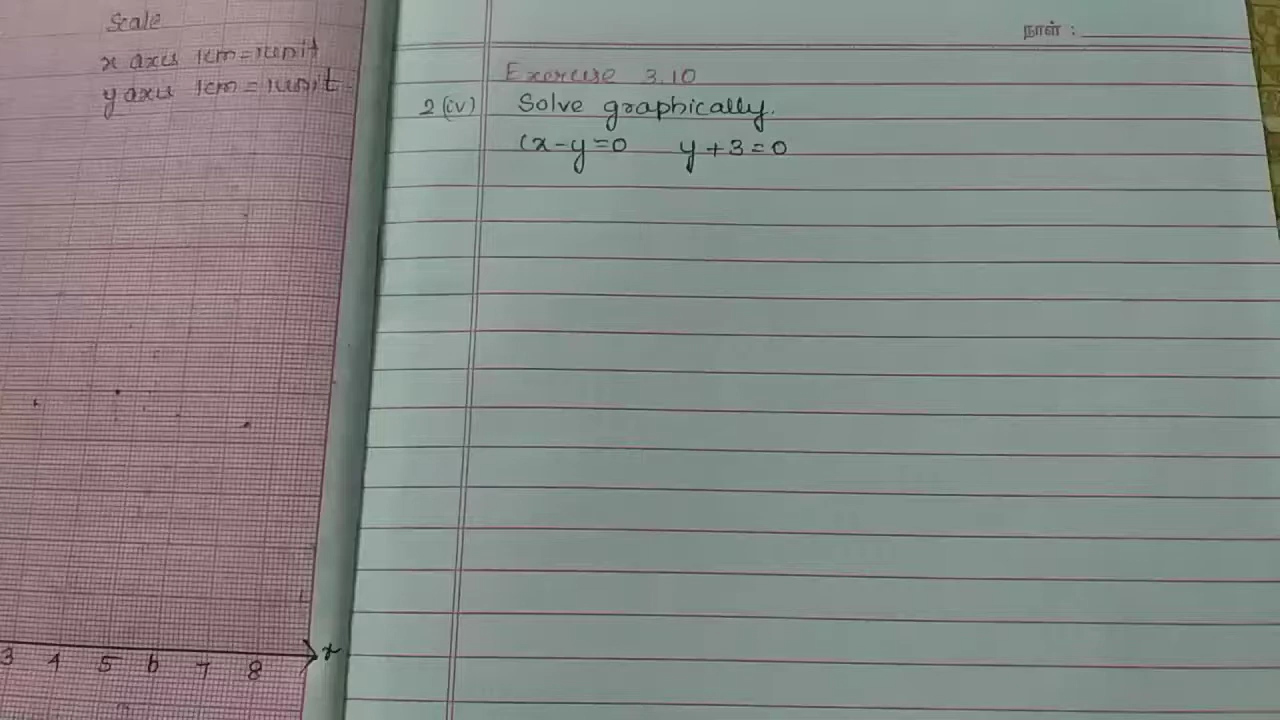 Scale
x axis 1cm=1unit
y axis 1cm=1unit
3 4 5 6 7 8 x
நாள் :
Exercise 3.10
2 (iv) Solve graphically.
(x-y=0 y+3=0